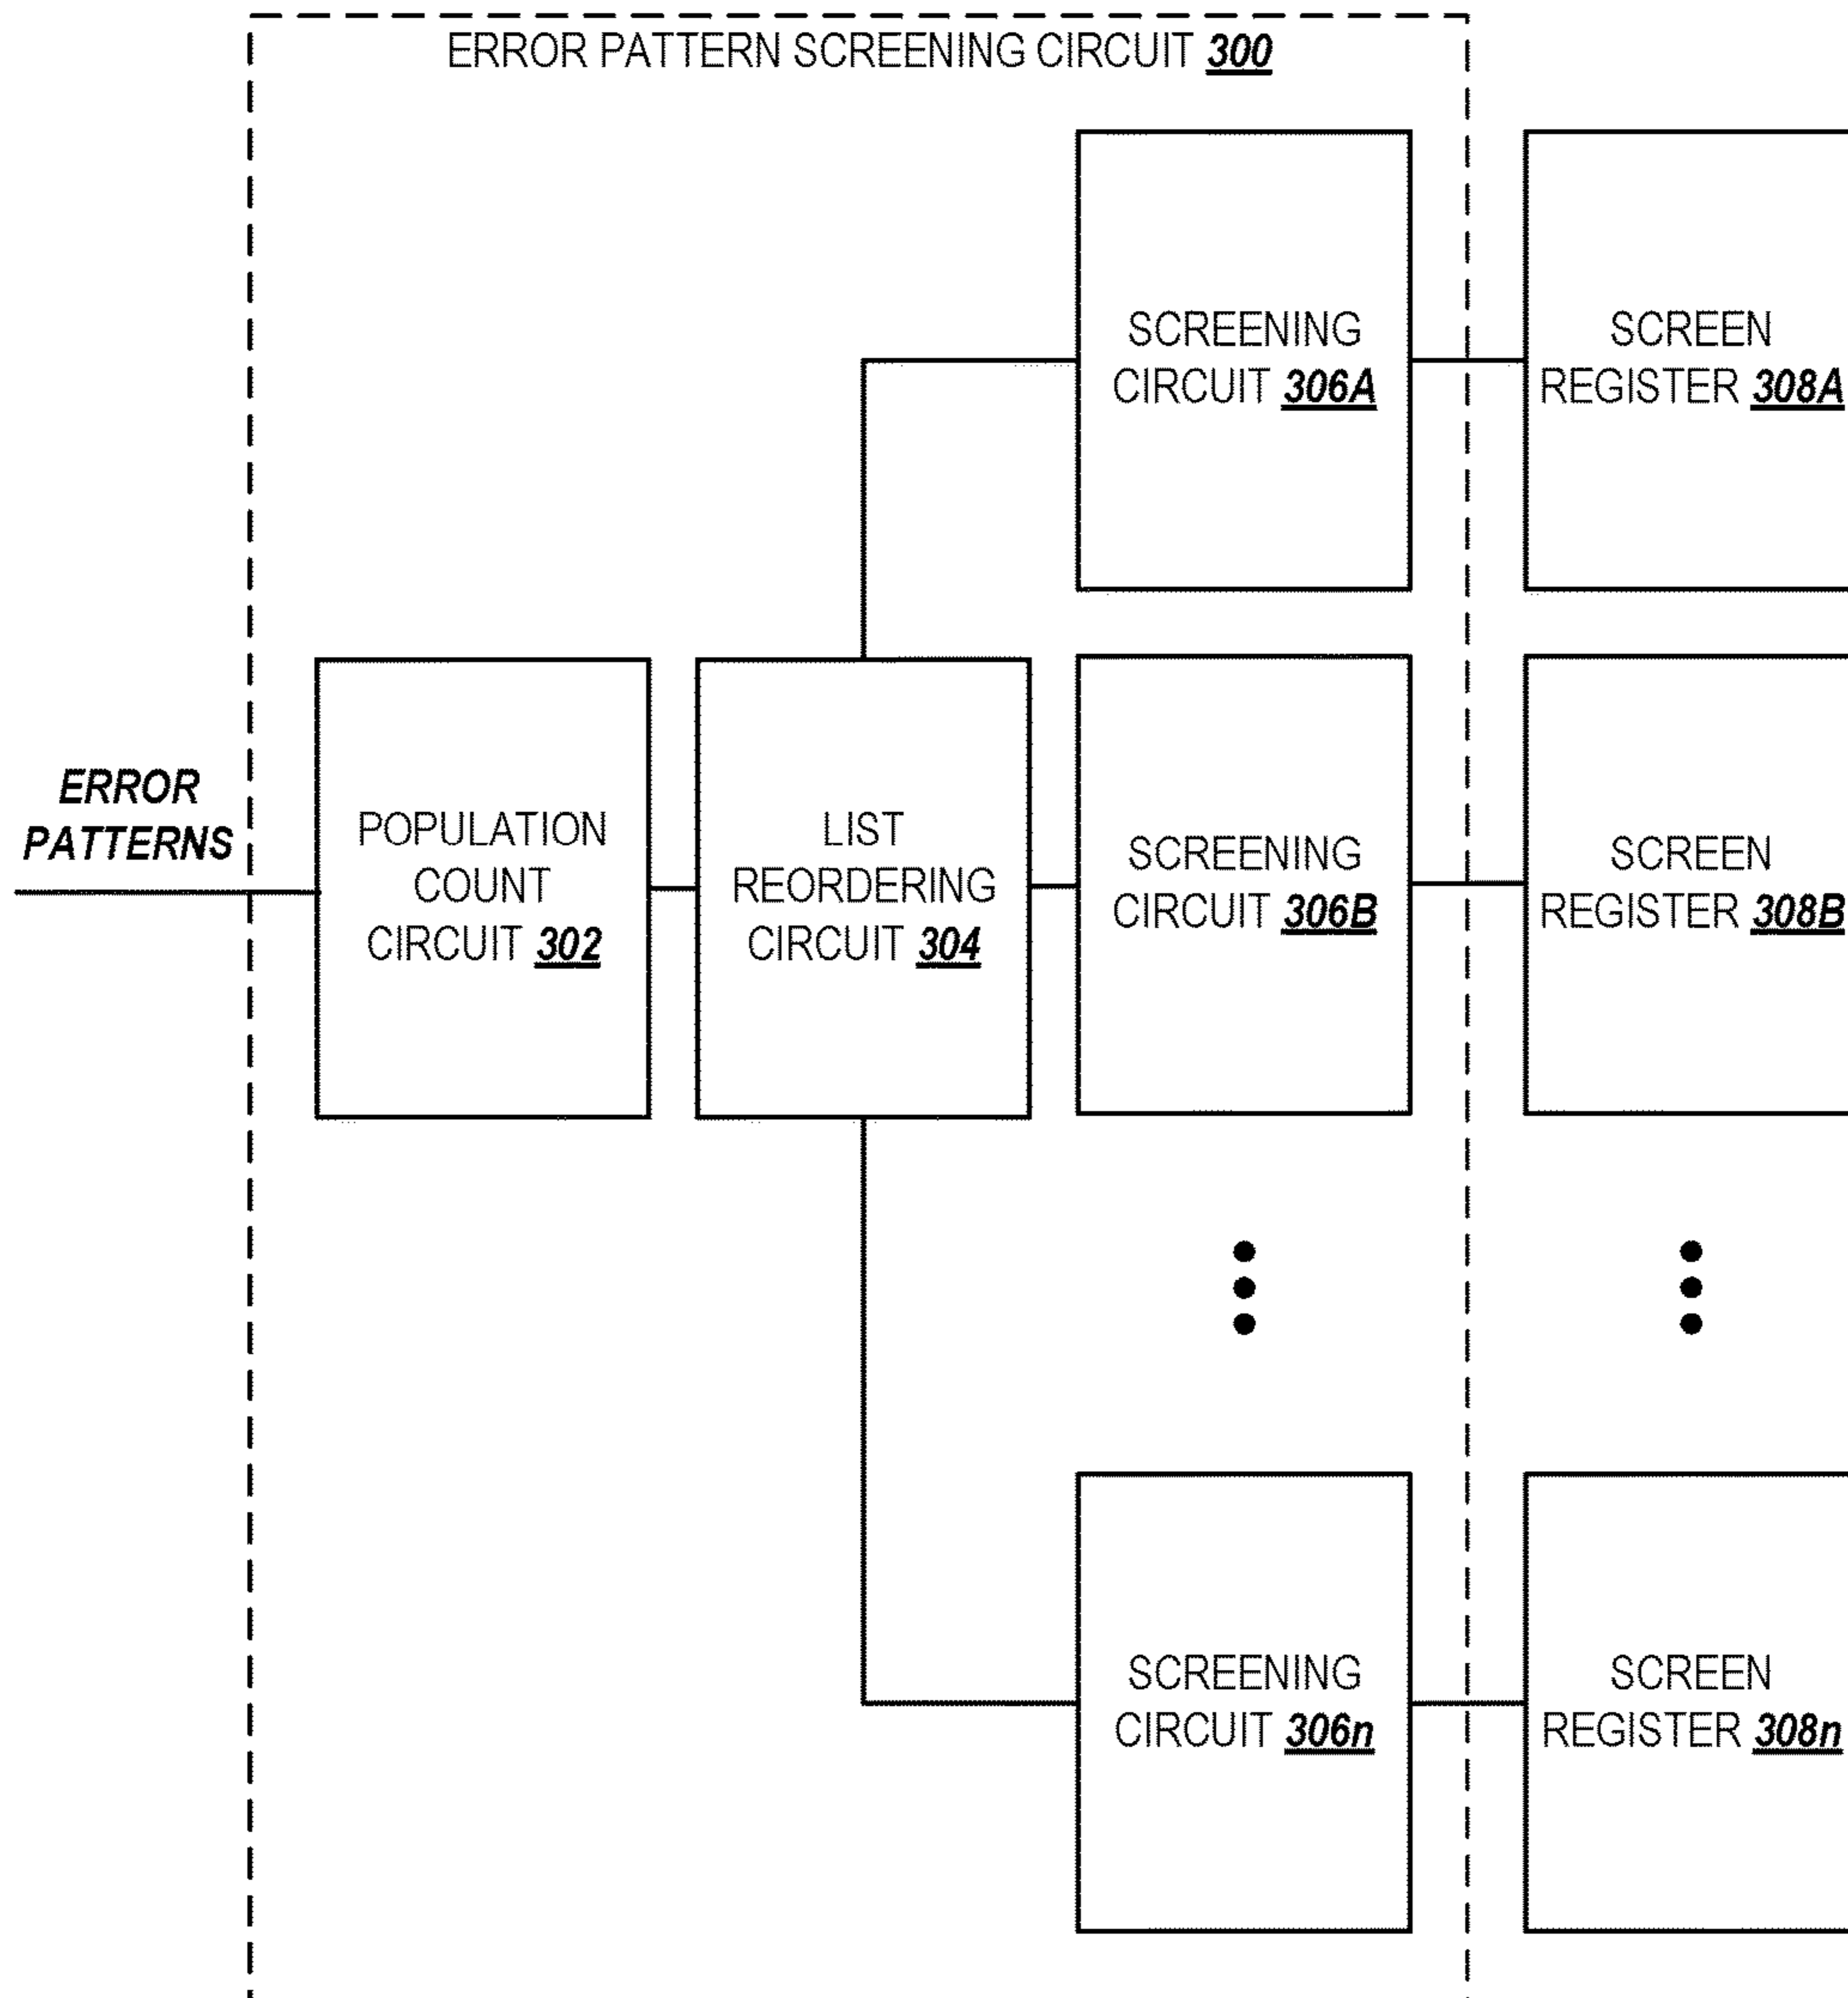 ERROR PATTERN SCREENING CIRCUIT 300
SCREENING
CIRCUIT 306A
SCREEN
REGISTER 308A
ERROR
PATTERNS
POPULATION
COUNT
CIRCUIT 302
LIST
REORDERING
CIRCUIT 304
SCREENING
CIRCUIT 306B
SCREEN
REGISTER 308B
SCREENING
CIRCUIT 306n
SCREEN
REGISTER 308n